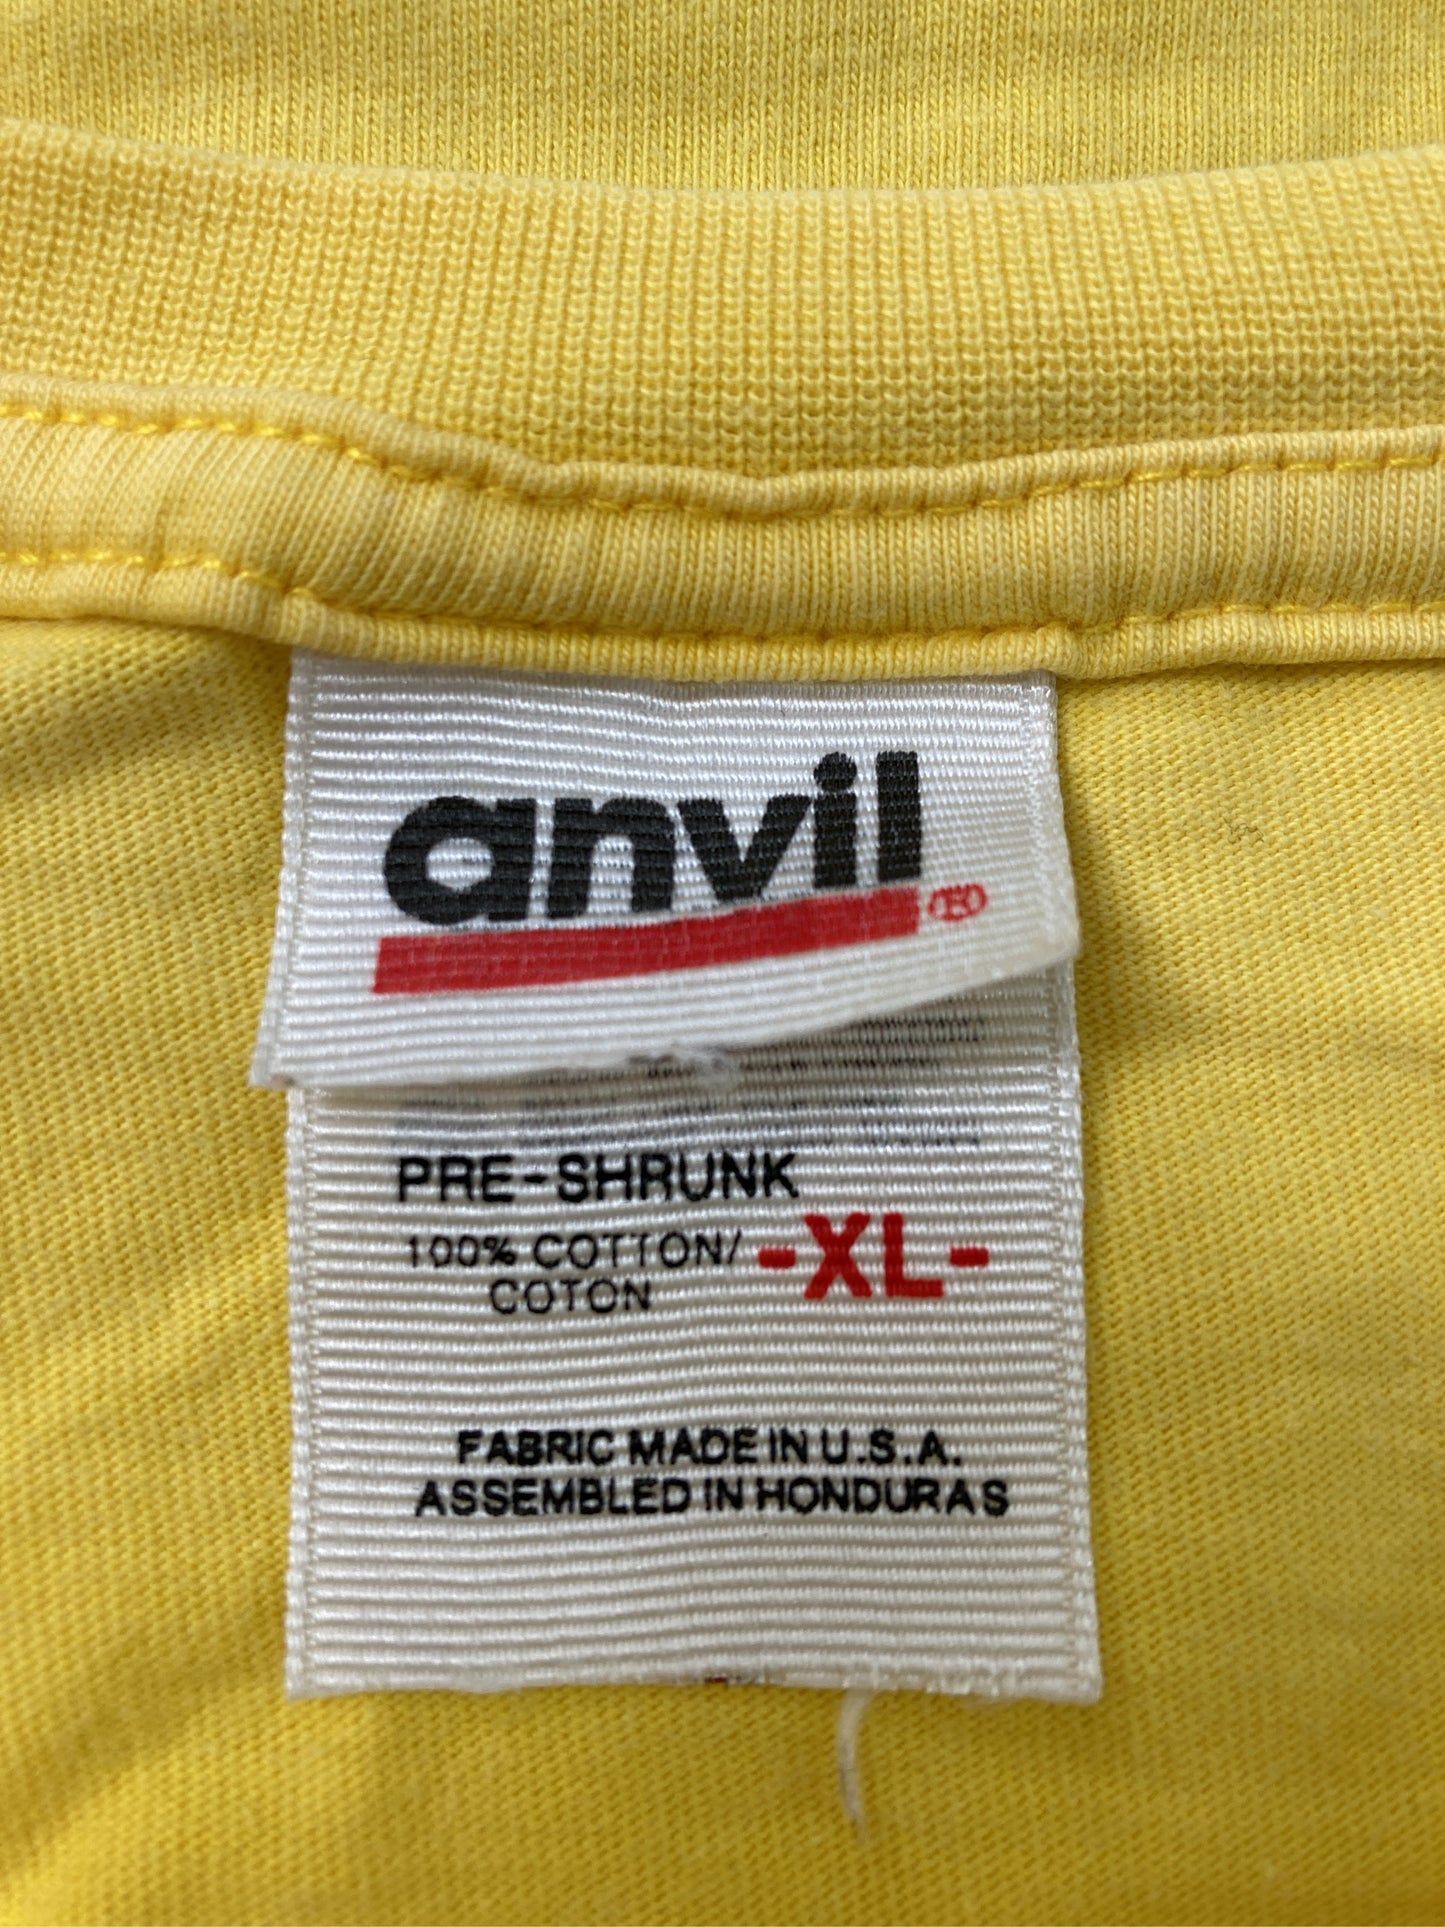 anvil®
PRE-SHRUNK
100% COTTON/
COTON
-XL-
FABRIC MADE IN U.S.A.
ASSEMBLED IN HONDURAS